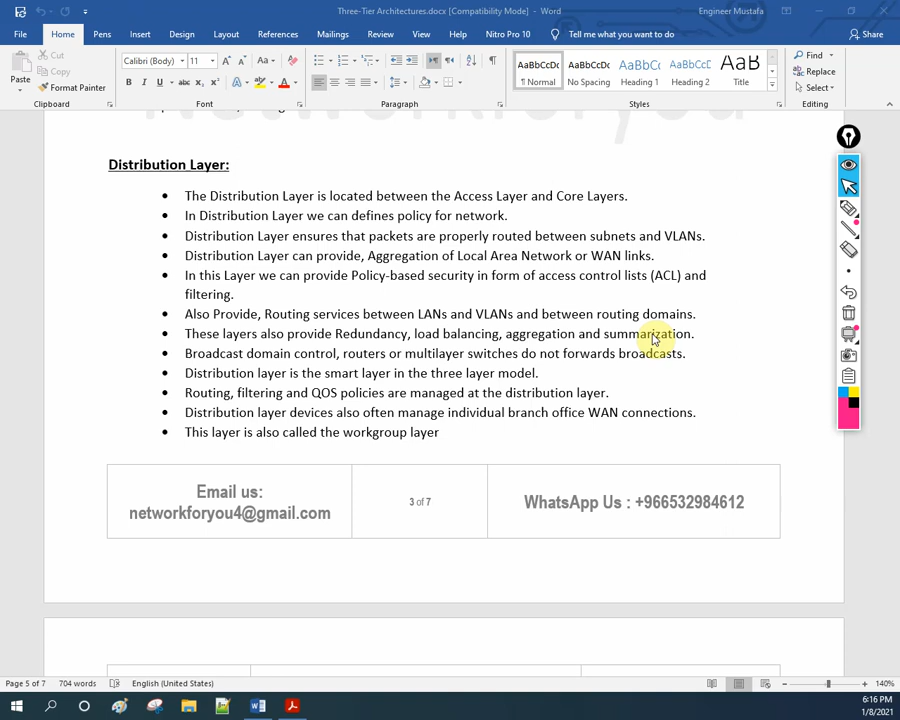 Three-Tier Architectures.docx [Compatibility Mode] - Word
Engineer Mustafa
File Home Pens Insert Design Layout References Mailings Review View Help Nitro Pro 10 Tell me what you want to do Share
Paste
Cut
Copy
Format Painter
Clipboard
Calibri (Body) 11
Font
Paragraph
AaBbCcDc AaBbCcDc AaBbCc AaBbCcD AaB
¶ Normal No Spacing Heading 1 Heading 2 Title
Styles
Find
Replace
Select
Editing
Distribution Layer:
• The Distribution Layer is located between the Access Layer and Core Layers.
• In Distribution Layer we can defines policy for network.
• Distribution Layer ensures that packets are properly routed between subnets and VLANs.
• Distribution Layer can provide, Aggregation of Local Area Network or WAN links.
• In this Layer we can provide Policy-based security in form of access control lists (ACL) and
filtering.
• Also Provide, Routing services between LANs and VLANs and between routing domains.
• These layers also provide Redundancy, load balancing, aggregation and summarization.
• Broadcast domain control, routers or multilayer switches do not forwards broadcasts.
• Distribution layer is the smart layer in the three layer model.
• Routing, filtering and QOS policies are managed at the distribution layer.
• Distribution layer devices also often manage individual branch office WAN connections.
• This layer is also called the workgroup layer
Email us:
networkforyou4@gmail.com
3 of 7
WhatsApp Us : +966532984612
Page 5 of 7 704 words English (United States) 140%
6:16 PM
1/8/2021